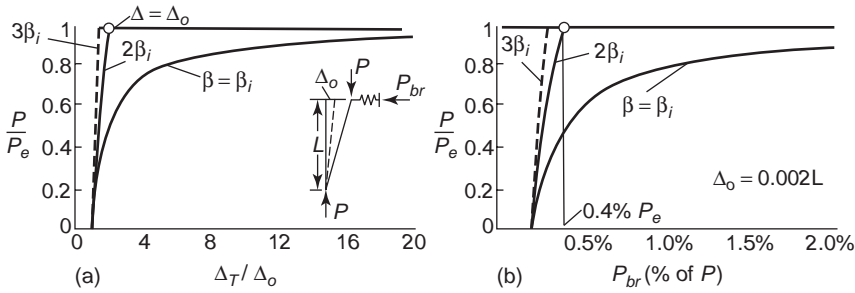 1
0.8
0.6
0.4
0.2
0
P
Pe
3βi
2βi
Δ = Δo
β = βi
Δo
P
Pbr
L
P
0 4 8 12 16 20
(a) ΔT / Δo
1
0.8
0.6
0.4
0.2
0
P
Pe
3βi
2βi
β = βi
Δo = 0.002L
0.4% Pe
0.5% 1.0% 1.5% 2.0%
(b) Pbr (% of P)